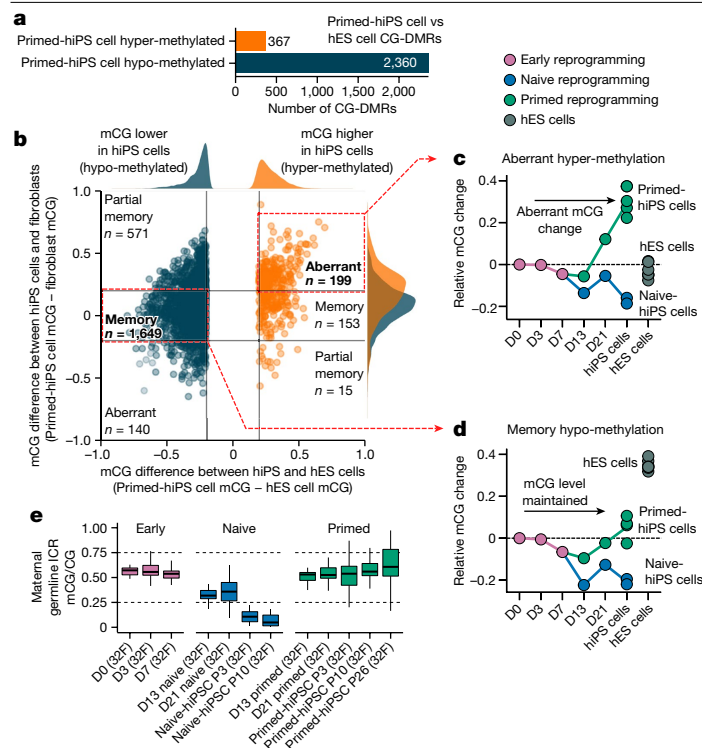 a
Primed-hiPS cell vs
hES cell CG-DMRs
Primed-hiPS cell hyper-methylated
367
Primed-hiPS cell hypo-methylated
2,360
0 500 1,000 1,500 2,000
Number of CG-DMRs
Early reprogramming
Naive reprogramming
Primed reprogramming
hES cells
b
mCG lower
in hiPS cells
(hypo-methylated)
mCG higher
in hiPS cells
(hyper-methylated)
mCG difference between hiPS cells and fibroblasts
(Primed-hiPS cell mCG – fibroblast mCG)
1.0
0.5
0
–0.5
–1.0
Partial
memory
n = 571
Memory
n = 1,649
Aberrant
n = 140
Aberrant
n = 199
Memory
n = 153
Partial
memory
n = 15
–1.0 –0.5 0 0.5 1.0
mCG difference between hiPS and hES cells
(Primed-hiPS cell mCG – hES cell mCG)
c
Aberrant hyper-methylation
Relative mCG change
0.4
0.2
0
–0.2
Aberrant mCG
change
Primed-
hiPS cells
hES cells
Naive-
hiPS cells
D0
D3
D7
D13
D21
hiPS cells
hES cells
d
Memory hypo-methylation
Relative mCG change
0.4
0.2
0
–0.2
hES cells
mCG level
maintained
Primed-
hiPS cells
Naive-
hiPS cells
D0
D3
D7
D13
D21
hiPS cells
hES cells
e
Early
Naive
Primed
Maternal
germline ICR
mCG/CG
1.00
0.75
0.50
0.25
0
D0 (32F)
D3 (32F)
D7 (32F)
D13 naive (32F)
D21 naive (32F)
Naive-hiPSC P3 (32F)
Naive-hiPSC P10 (32F)
D13 primed (32F)
D21 primed (32F)
Primed-hiPSC P3 (32F)
Primed-hiPSC P10 (32F)
Primed-hiPSC P26 (32F)